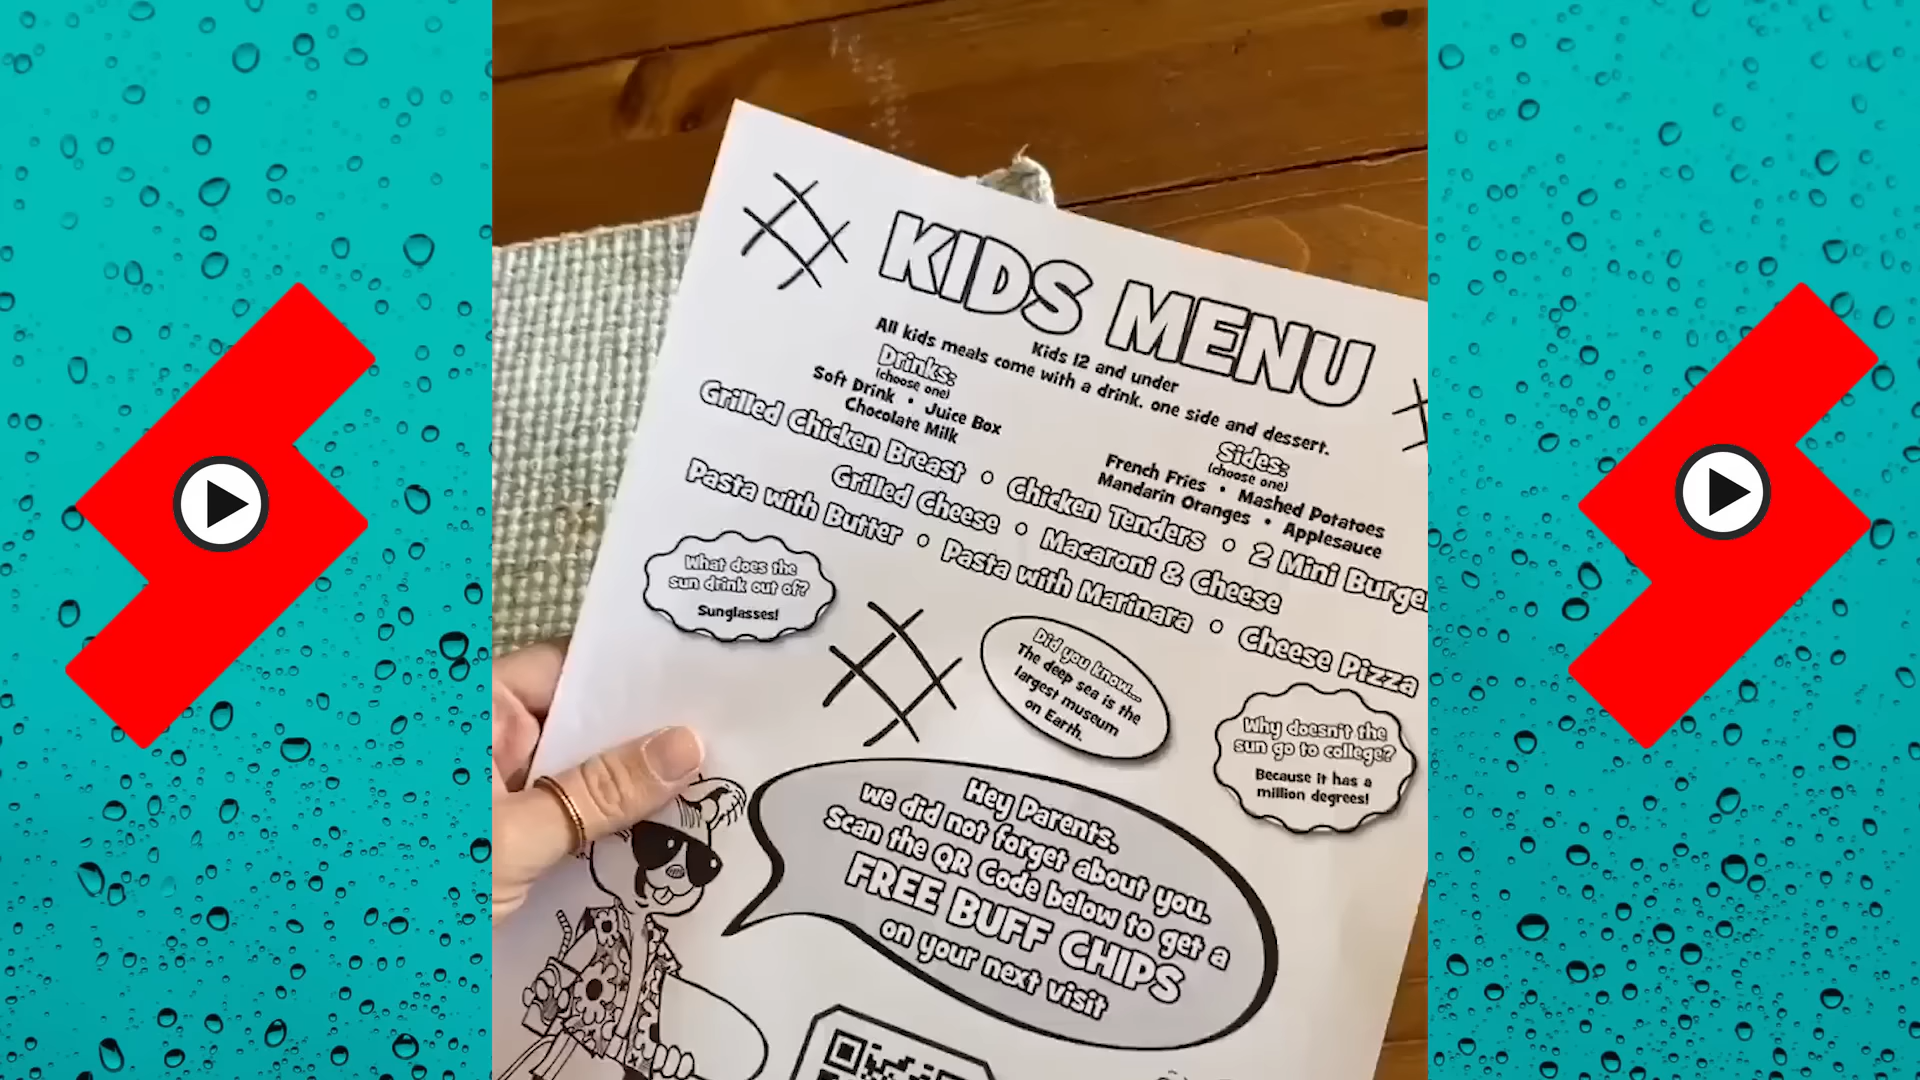 KIDS MENU
Kids 12 and under
All kids meals come with a drink, one side and dessert.
Drinks:
(choose one)
Soft Drink • Juice Box
Chocolate Milk
Sides:
(choose one)
French Fries • Mashed Potatoes
Mandarin Oranges • Applesauce
Grilled Chicken Breast • Chicken Tenders • 2 Mini Burger
Grilled Cheese • Macaroni & Cheese
Pasta with Butter • Pasta with Marinara • Cheese Pizza
What does the
sun drink out of?
Sunglasses!
Did you know...
The deep sea is the
largest museum
on Earth.
Why doesn't the
sun go to college?
Because it has a
million degrees!
Hey Parents,
we did not forget about you.
Scan the QR Code below to get a
FREE BUFF CHIPS
on your next visit